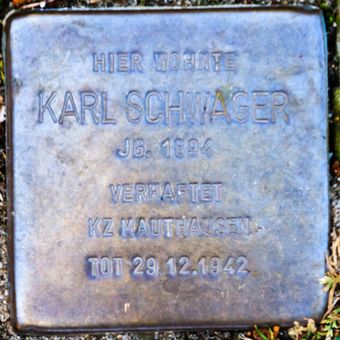 HIER WOHNTE
KARL SCHWAGER
JG. 1894
VERHAFTET
KZ MAUTHAUSEN
TOT 29.12.1942